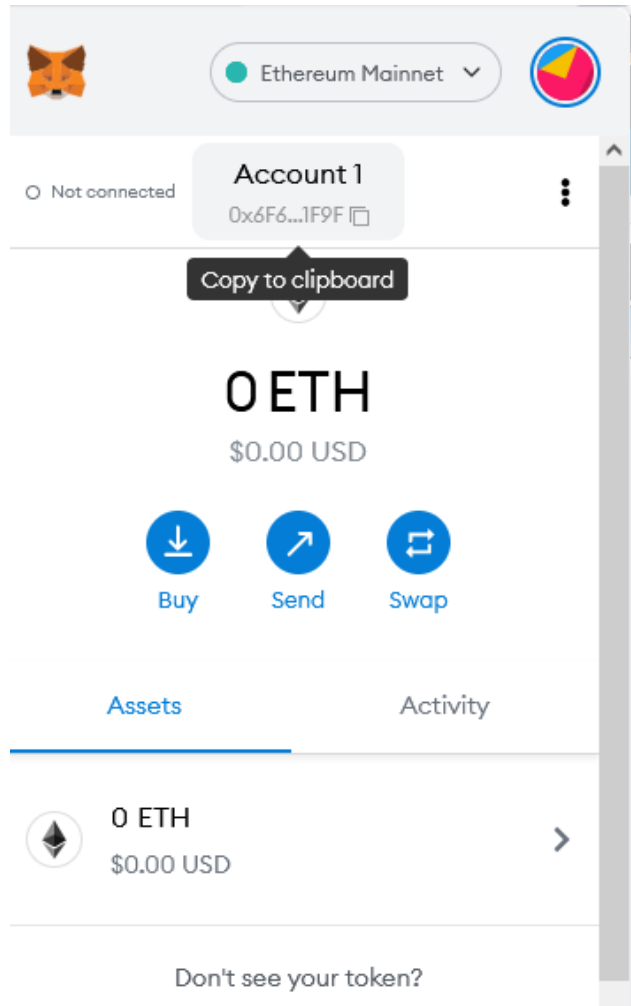 Ethereum Mainnet
Not connected
Account 1
0x6F6...1F9F
Copy to clipboard
0 ETH
$0.00 USD
Buy
Send
Swap
Assets
Activity
0 ETH
$0.00 USD
Don't see your token?